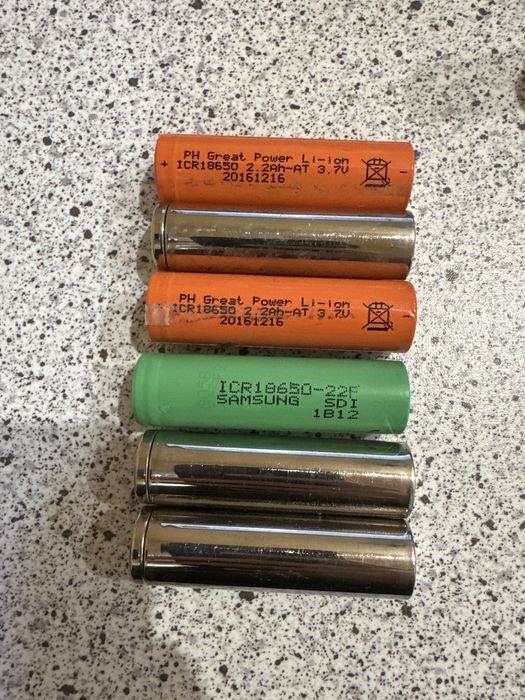 + PH Great Power Li-ion -
ICR18650 2.2Ah-AT 3.7V
20161216
PH Great Power Li-ion -
ICR18650 2.2Ah-AT 3.7V
20161216
ICR18650-22F
SAMSUNG SDI
1B12